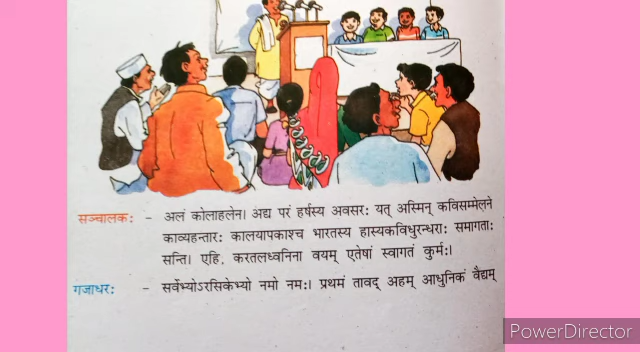 सञ्चालकः - अलं कोलाहलेन। अद्य परं हर्षस्य अवसरः यत् अस्मिन् कविसम्मेलने
काव्यहन्तारः कालयापकाश्च भारतस्य हास्यकविधुरन्धराः समागताः
सन्ति। एहि. करतलध्वनिना वयम् एतेषां स्वागतं कुर्मः।
गजाधरः - सर्वेभ्योऽरसिकेभ्यो नमो नमः। प्रथमं तावद् अहम् आधुनिकं वैद्यम्
PowerDirector